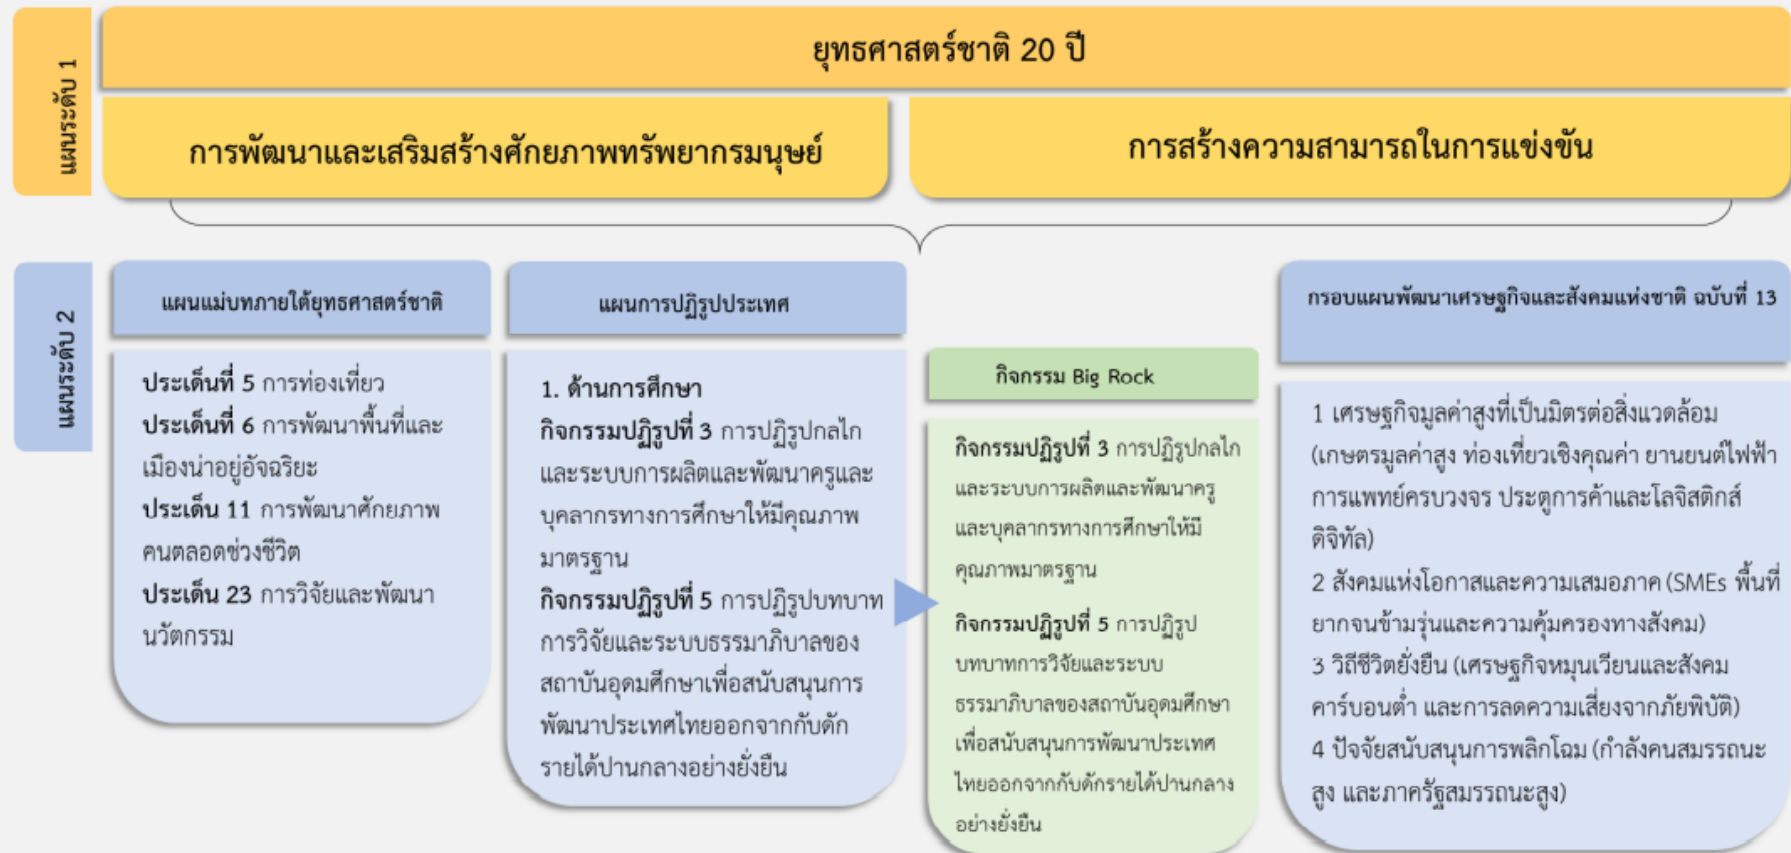 แผนระดับ 1
ยุทธศาสตร์ชาติ 20 ปี
การพัฒนาและเสริมสร้างศักยภาพทรัพยากรมนุษย์
การสร้างความสามารถในการแข่งขัน
แผนระดับ 2
แผนแม่บทภายใต้ยุทธศาสตร์ชาติ
ประเด็นที่ 5 การท่องเที่ยว
ประเด็นที่ 6 การพัฒนาพื้นที่และ
เมืองน่าอยู่อัจฉริยะ
ประเด็น 11 การพัฒนาศักยภาพ
คนตลอดช่วงชีวิต
ประเด็น 23 การวิจัยและพัฒนา
นวัตกรรม
แผนการปฏิรูปประเทศ
1. ด้านการศึกษา
กิจกรรมปฏิรูปที่ 3 การปฏิรูปกลไก
และระบบการผลิตและพัฒนาครูและ
บุคลากรทางการศึกษาให้มีคุณภาพ
มาตรฐาน
กิจกรรมปฏิรูปที่ 5 การปฏิรูปบทบาท
การวิจัยและระบบธรรมาภิบาลของ
สถาบันอุดมศึกษาเพื่อสนับสนุนการ
พัฒนาประเทศไทยออกจากกับดัก
รายได้ปานกลางอย่างยั่งยืน
กิจกรรม Big Rock
กิจกรรมปฏิรูปที่ 3 การปฏิรูปกลไก
และระบบการผลิตและพัฒนาครู
และบุคลากรทางการศึกษาให้มี
คุณภาพมาตรฐาน
กิจกรรมปฏิรูปที่ 5 การปฏิรูป
บทบาทการวิจัยและระบบ
ธรรมาภิบาลของสถาบันอุดมศึกษา
เพื่อสนับสนุนการพัฒนาประเทศ
ไทยออกจากกับดักรายได้ปานกลาง
อย่างยั่งยืน
กรอบแผนพัฒนาเศรษฐกิจและสังคมแห่งชาติ ฉบับที่ 13
1 เศรษฐกิจมูลค่าสูงที่เป็นมิตรต่อสิ่งแวดล้อม
(เกษตรมูลค่าสูง ท่องเที่ยวเชิงคุณค่า ยานยนต์ไฟฟ้า
การแพทย์ครบวงจร ประตูการค้าและโลจิสติกส์
ดิจิทัล)
2 สังคมแห่งโอกาสและความเสมอภาค (SMEs พื้นที่
ยากจนข้ามรุ่นและความคุ้มครองทางสังคม)
3 วิถีชีวิตยั่งยืน (เศรษฐกิจหมุนเวียนและสังคม
คาร์บอนต่ำ และการลดความเสี่ยงจากภัยพิบัติ)
4 ปัจจัยสนับสนุนการพลิกโฉม (กำลังคนสมรรถนะ
สูง และภาครัฐสมรรถนะสูง)